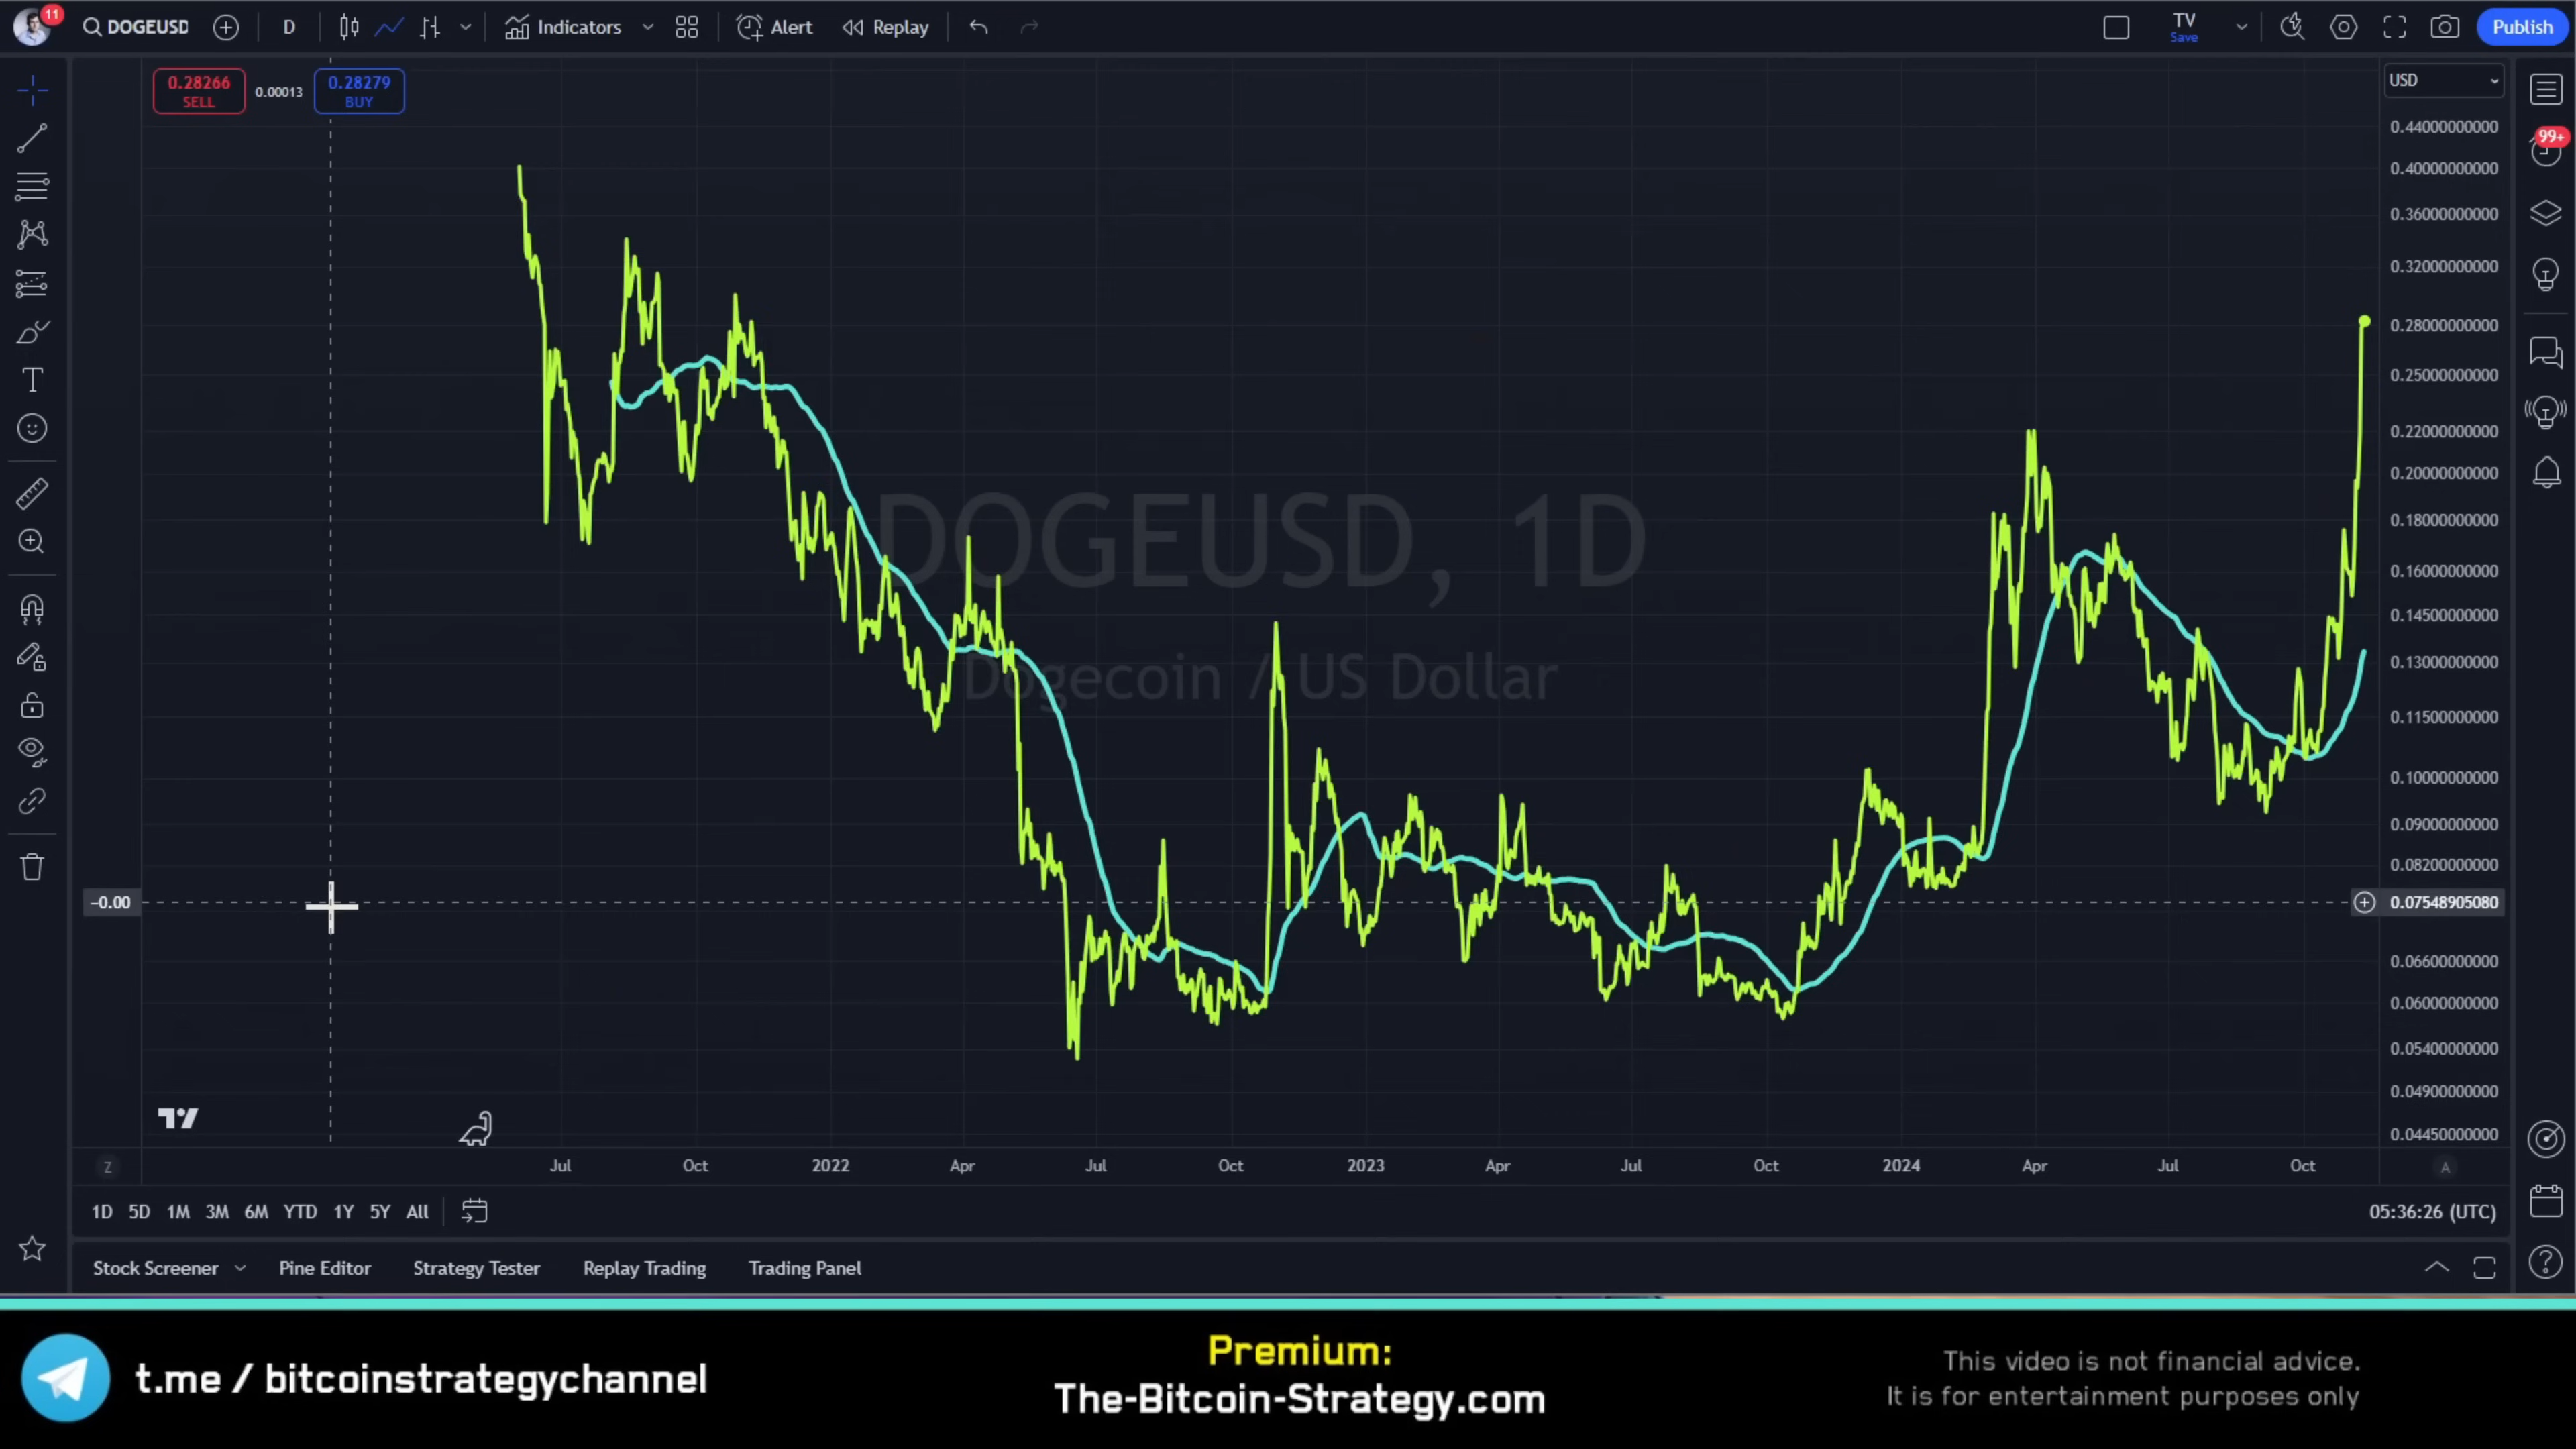 11
DOGEUSD
D
Indicators
Alert
Replay
TV
Save
Publish
0.28266
SELL
0.00013
0.28279
BUY
USD
99+
0.44000000000
0.40000000000
0.36000000000
0.32000000000
0.28000000000
0.25000000000
0.22000000000
0.20000000000
0.18000000000
0.16000000000
0.14500000000
0.13000000000
0.11500000000
0.10000000000
0.09000000000
0.08200000000
0.07548905080
0.06600000000
0.06000000000
0.05400000000
0.04900000000
0.04450000000
DOGEUSD, 1D
Dogecoin / US Dollar
−0.00
Z
Jul Oct 2022 Apr Jul Oct 2023 Apr Jul Oct 2024 Apr Jul Oct
A
1D 5D 1M 3M 6M YTD 1Y 5Y All
05:36:26 (UTC)
Stock Screener Pine Editor Strategy Tester Replay Trading Trading Panel
t.me / bitcoinstrategychannel
Premium:
The-Bitcoin-Strategy.com
This video is not financial advice.
It is for entertainment purposes only